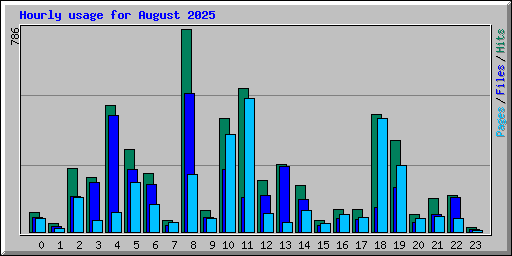 Hourly usage for August 2025
786
Pages / Files / Hits
0 1 2 3 4 5 6 7 8 9 10 11 12 13 14 15 16 17 18 19 20 21 22 23